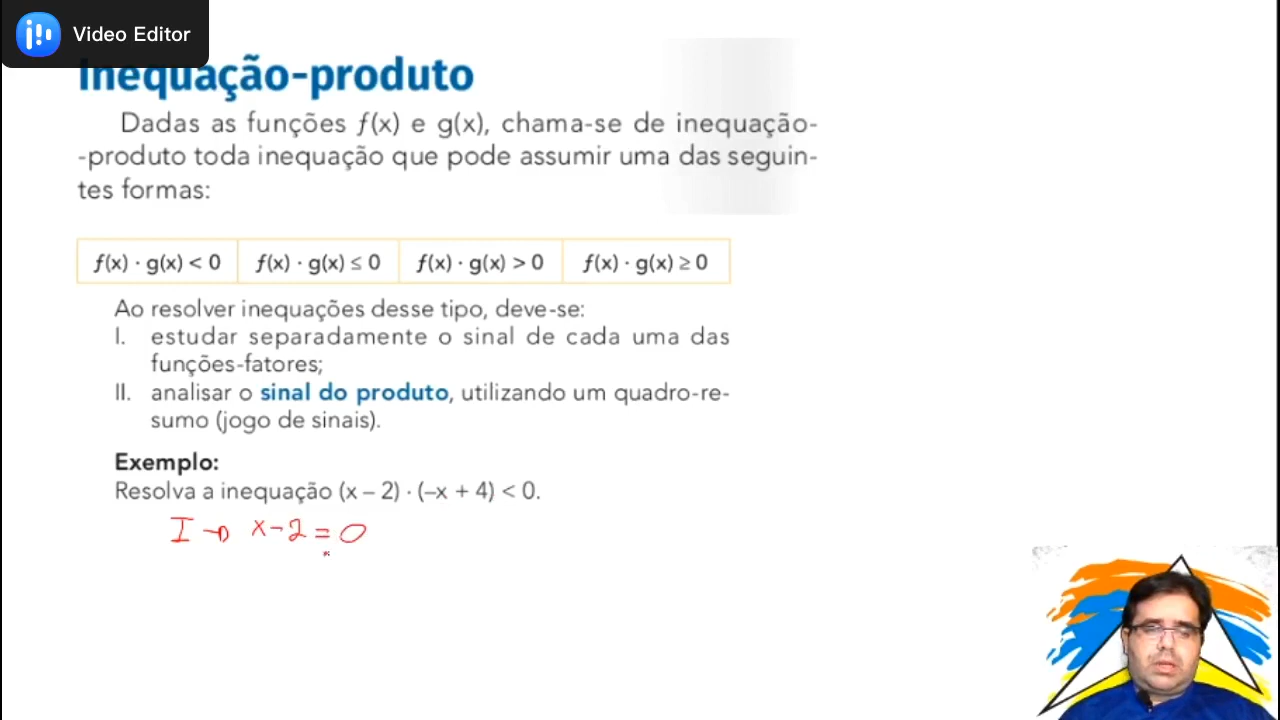 Video Editor
Inequação-produto
Dadas as funções f(x) e g(x), chama-se de inequação-
-produto toda inequação que pode assumir uma das seguin-
tes formas:
f(x) · g(x) < 0 f(x) · g(x) ≤ 0 f(x) · g(x) > 0 f(x) · g(x) ≥ 0
Ao resolver inequações desse tipo, deve-se:
I. estudar separadamente o sinal de cada uma das
funções-fatores;
II. analisar o sinal do produto, utilizando um quadro-re-
sumo (jogo de sinais).
Exemplo:
Resolva a inequação (x – 2) · (–x + 4) < 0.
I → x - 2 = 0